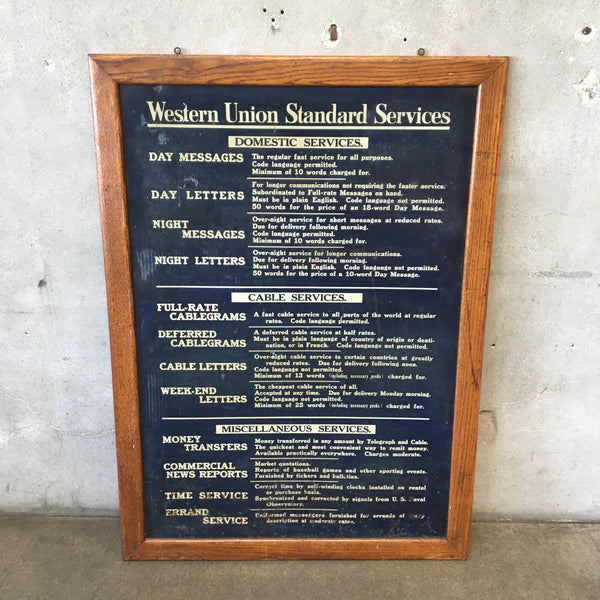 Western Union Standard Services
DOMESTIC SERVICES.
DAY MESSAGES
The regular fast service for all purposes.
Code language permitted.
Minimum of 10 words charged for.
DAY LETTERS
For longer communications not requiring the faster service.
Subordinated to Full-rate Messages on hand.
Must be in plain English. Code language not permitted.
50 words for the price of an 18-word Day Message.
NIGHT
MESSAGES
Over-night service for short messages at reduced rates.
Due for delivery following morning.
Code language permitted.
Minimum of 10 words charged for.
NIGHT LETTERS
Over-night service for longer communications.
Due for delivery following morning.
Must be in plain English. Code language not permitted.
50 words for the price of a 10-word Day Message.
CABLE SERVICES.
FULL-RATE
CABLEGRAMS
A fast cable service to all parts of the world at regular
rates. Code language permitted.
DEFERRED
CABLEGRAMS
A deferred cable service at half rates.
Must be in plain language of country of origin or desti-
nation, or in French. Code language not permitted.
CABLE LETTERS
Over-night cable service to certain countries at greatly
reduced rates. Due for delivery following noon.
Code language not permitted.
Minimum of 13 words (including necessary prefix) charged for.
WEEK-END
LETTERS
The cheapest cable service of all.
Accepted at any time. Due for delivery Monday morning.
Code language not permitted.
Minimum of 25 words (including necessary prefix) charged for.
MISCELLANEOUS SERVICES.
MONEY
TRANSFERS
Money transferred in any amount by Telegraph and Cable.
The quickest and most convenient way to remit money.
Available practically everywhere. Charges moderate.
COMMERCIAL
NEWS REPORTS
Market quotations.
Reports of baseball games and other sporting events.
Furnished by tickers and bulletins.
TIME SERVICE
Correct time by self-winding clocks installed on rental
or purchase basis.
Synchronized and corrected by signals from U. S. Naval
Observatory.
ERRAND
SERVICE
Uniformed messengers furnished for errands of every
description at moderate rates.